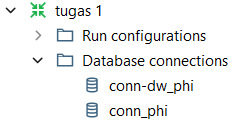 tugas 1
Run configurations
Database connections
conn-dw_phi
conn_phi